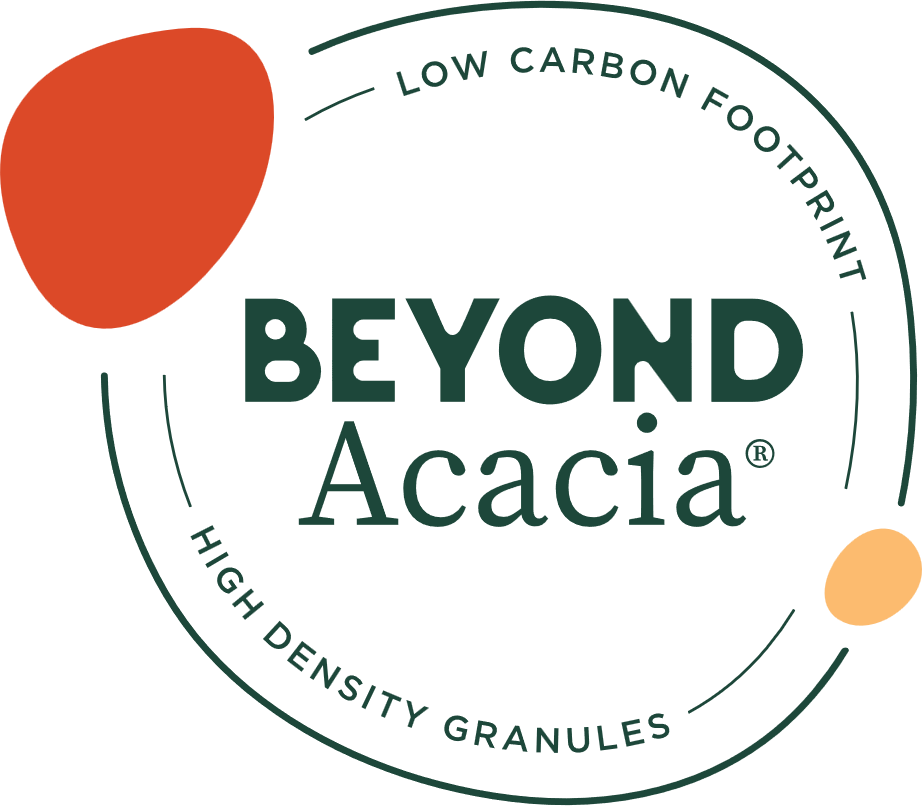 LOW CARBON FOOTPRINT
BEYOND
Acacia®
HIGH DENSITY GRANULES